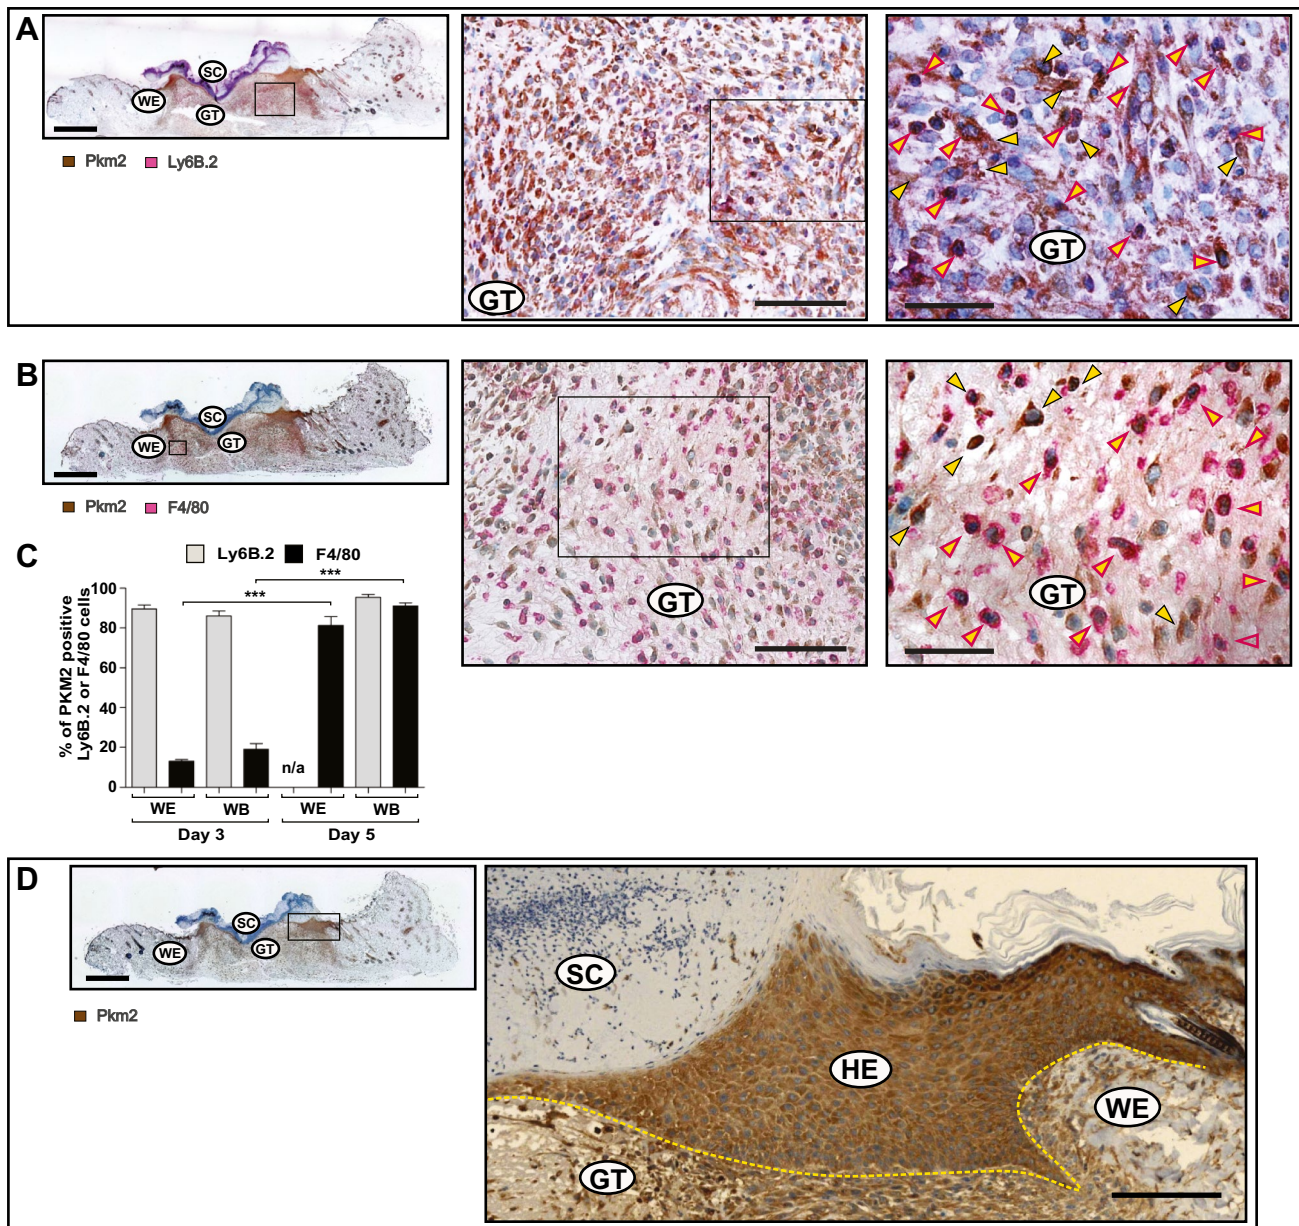 A
SC
WE
GT
Pkm2 Ly6B.2
GT
GT
B
SC
WE
GT
Pkm2 F4/80
GT
GT
C
Ly6B.2 F4/80
% of PKM2 positive
Ly6B.2 or F4/80 cells
100
80
60
40
20
0
***
***
n/a
WE WB WE WB
Day 3 Day 5
D
SC
WE
GT
Pkm2
SC
HE
WE
GT